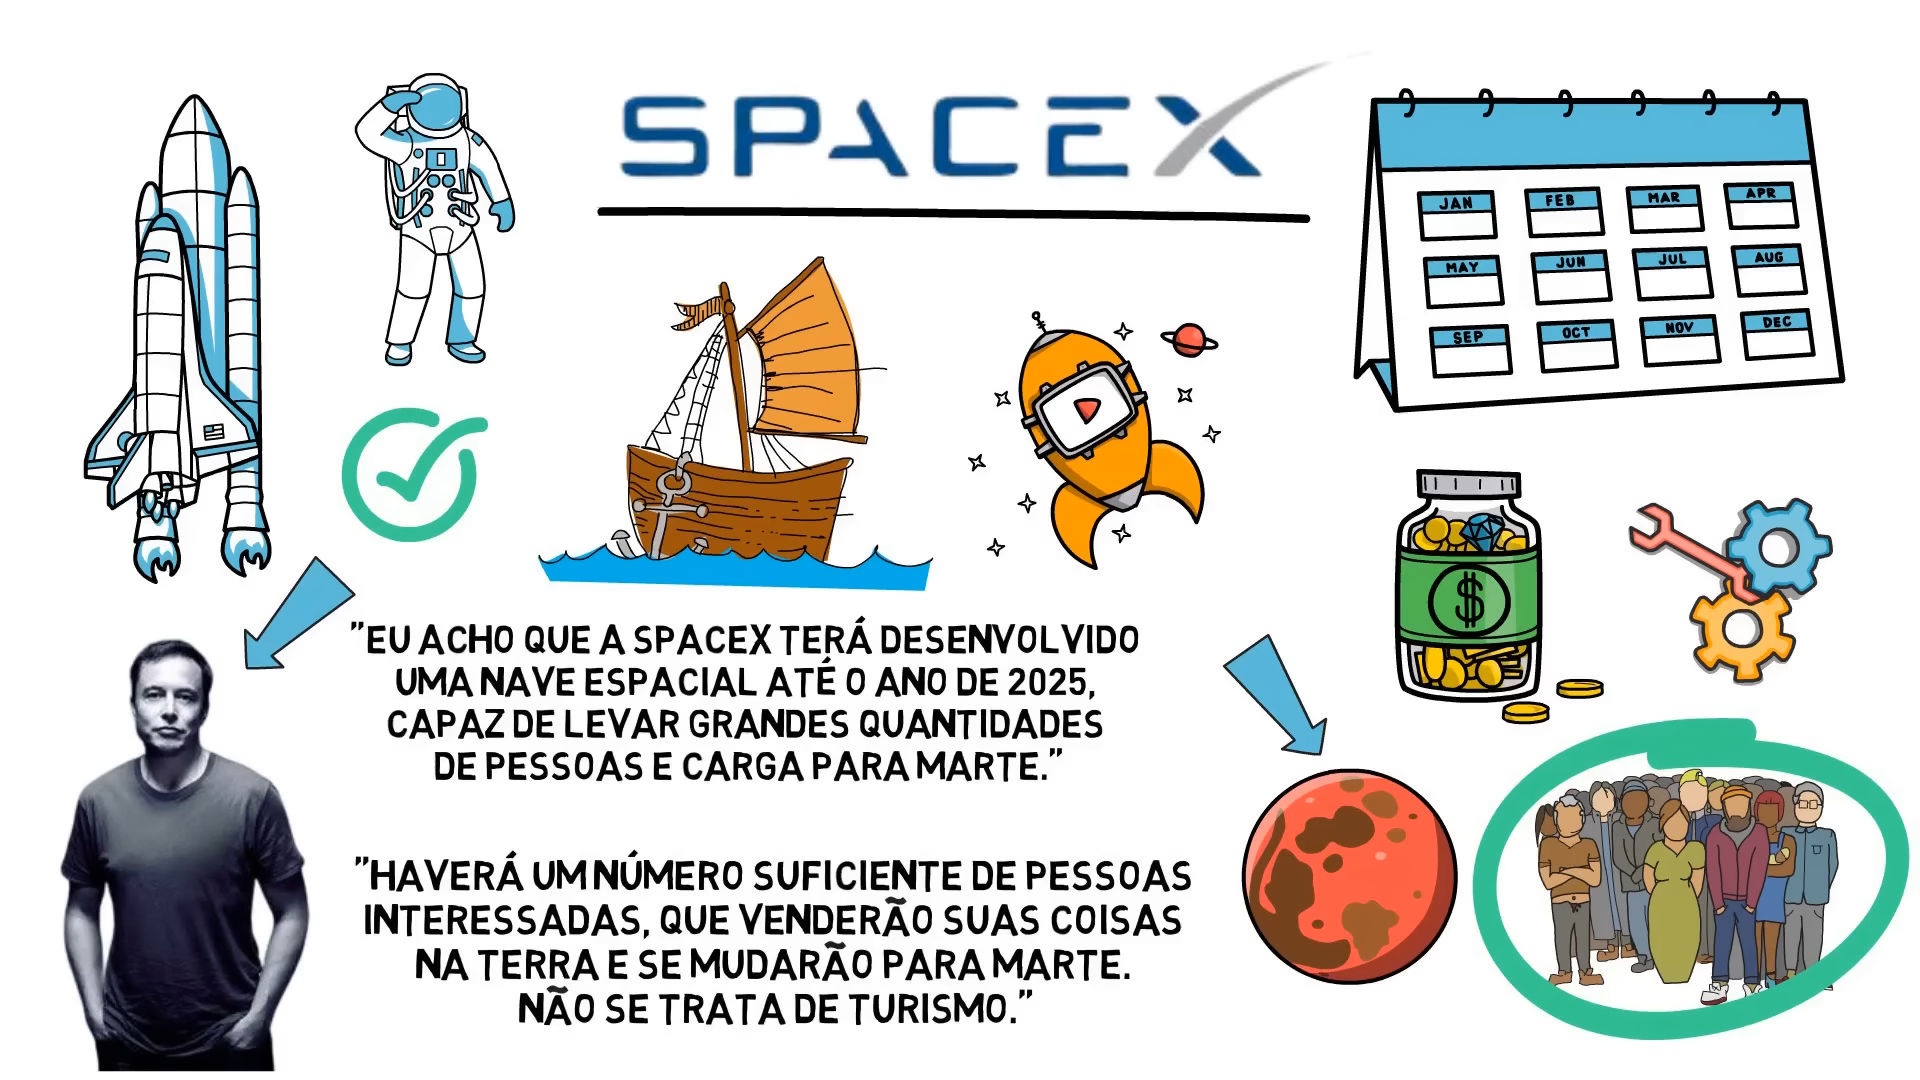 SPACEX
JAN FEB MAR APR
MAY JUN JUL AUG
SEP OCT NOV DEC
$
"EU ACHO QUE A SPACEX TERÁ DESENVOLVIDO
UMA NAVE ESPACIAL ATÉ O ANO DE 2025,
CAPAZ DE LEVAR GRANDES QUANTIDADES
DE PESSOAS E CARGA PARA MARTE."
"HAVERÁ UM NÚMERO SUFICIENTE DE PESSOAS
INTERESSADAS, QUE VENDERÃO SUAS COISAS
NA TERRA E SE MUDARÃO PARA MARTE.
NÃO SE TRATA DE TURISMO."